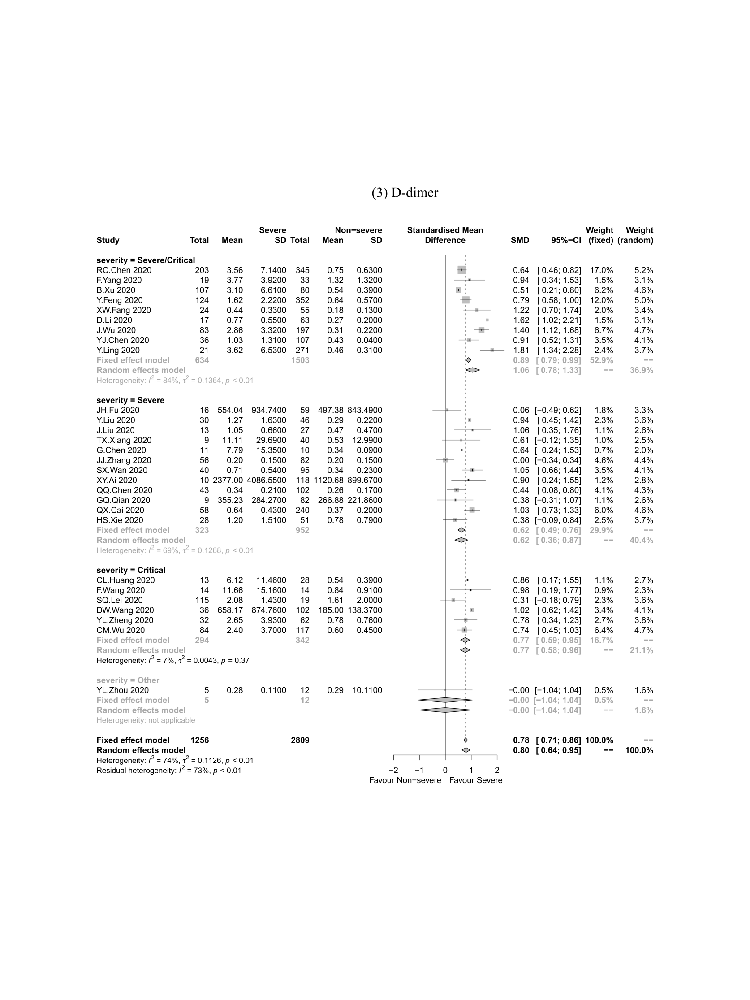 (3) D-dimer
Severe Non−severe Standardised Mean Weight Weight
Study Total Mean SD Total Mean SD Difference SMD 95%−CI (fixed) (random)
severity = Severe/Critical
RC.Chen 2020 203 3.56 7.1400 345 0.75 0.6300 0.64 [ 0.46; 0.82] 17.0% 5.2%
F.Yang 2020 19 3.77 3.9200 33 1.32 1.3200 0.94 [ 0.34; 1.53] 1.5% 3.1%
B.Xu 2020 107 3.10 6.6100 80 0.54 0.3900 0.51 [ 0.21; 0.80] 6.2% 4.6%
Y.Feng 2020 124 1.62 2.2200 352 0.64 0.5700 0.79 [ 0.58; 1.00] 12.0% 5.0%
XW.Fang 2020 24 0.44 0.3300 55 0.18 0.1300 1.22 [ 0.70; 1.74] 2.0% 3.4%
D.Li 2020 17 0.77 0.5500 63 0.27 0.2000 1.62 [ 1.02; 2.21] 1.5% 3.1%
J.Wu 2020 83 2.86 3.3200 197 0.31 0.2200 1.40 [ 1.12; 1.68] 6.7% 4.7%
YJ.Chen 2020 36 1.03 1.3100 107 0.43 0.0400 0.91 [ 0.52; 1.31] 3.5% 4.1%
Y.Ling 2020 21 3.62 6.5300 271 0.46 0.3100 1.81 [ 1.34; 2.28] 2.4% 3.7%
Fixed effect model 634 1503 0.89 [ 0.79; 0.99] 52.9% −−
Random effects model 1.06 [ 0.78; 1.33] −− 36.9%
Heterogeneity: I² = 84%, τ² = 0.1364, p < 0.01
severity = Severe
JH.Fu 2020 16 554.04 934.7400 59 497.38 843.4900 0.06 [−0.49; 0.62] 1.8% 3.3%
Y.Liu 2020 30 1.27 1.6300 46 0.29 0.2200 0.94 [ 0.45; 1.42] 2.3% 3.6%
J.Liu 2020 13 1.05 0.6600 27 0.47 0.4700 1.06 [ 0.35; 1.76] 1.1% 2.6%
TX.Xiang 2020 9 11.11 29.6900 40 0.53 12.9900 0.61 [−0.12; 1.35] 1.0% 2.5%
G.Chen 2020 11 7.79 15.3500 10 0.34 0.0900 0.64 [−0.24; 1.53] 0.7% 2.0%
JJ.Zhang 2020 56 0.20 0.1500 82 0.20 0.1500 0.00 [−0.34; 0.34] 4.6% 4.4%
SX.Wan 2020 40 0.71 0.5400 95 0.34 0.2300 1.05 [ 0.66; 1.44] 3.5% 4.1%
XY.Ai 2020 10 2377.00 4086.5500 118 1120.68 899.6700 0.90 [ 0.24; 1.55] 1.2% 2.8%
QQ.Chen 2020 43 0.34 0.2100 102 0.26 0.1700 0.44 [ 0.08; 0.80] 4.1% 4.3%
GQ.Qian 2020 9 355.23 284.2700 82 266.88 221.8600 0.38 [−0.31; 1.07] 1.1% 2.6%
QX.Cai 2020 58 0.64 0.4300 240 0.37 0.2000 1.03 [ 0.73; 1.33] 6.0% 4.6%
HS.Xie 2020 28 1.20 1.5100 51 0.78 0.7900 0.38 [−0.09; 0.84] 2.5% 3.7%
Fixed effect model 323 952 0.62 [ 0.49; 0.76] 29.9% −−
Random effects model 0.62 [ 0.36; 0.87] −− 40.4%
Heterogeneity: I² = 69%, τ² = 0.1268, p < 0.01
severity = Critical
CL.Huang 2020 13 6.12 11.4600 28 0.54 0.3900 0.86 [ 0.17; 1.55] 1.1% 2.7%
F.Wang 2020 14 11.66 15.1600 14 0.84 0.9100 0.98 [ 0.19; 1.77] 0.9% 2.3%
SQ.Lei 2020 115 2.08 1.4300 19 1.61 2.0000 0.31 [−0.18; 0.79] 2.3% 3.6%
DW.Wang 2020 36 658.17 874.7600 102 185.00 138.3700 1.02 [ 0.62; 1.42] 3.4% 4.1%
YL.Zheng 2020 32 2.65 3.9300 62 0.78 0.7600 0.78 [ 0.34; 1.23] 2.7% 3.8%
CM.Wu 2020 84 2.40 3.7000 117 0.60 0.4500 0.74 [ 0.45; 1.03] 6.4% 4.7%
Fixed effect model 294 342 0.77 [ 0.59; 0.95] 16.7% −−
Random effects model 0.77 [ 0.58; 0.96] −− 21.1%
Heterogeneity: I² = 7%, τ² = 0.0043, p = 0.37
severity = Other
YL.Zhou 2020 5 0.28 0.1100 12 0.29 10.1100 −0.00 [−1.04; 1.04] 0.5% 1.6%
Fixed effect model 5 12 −0.00 [−1.04; 1.04] 0.5% −−
Random effects model −0.00 [−1.04; 1.04] −− 1.6%
Heterogeneity: not applicable
Fixed effect model 1256 2809 0.78 [ 0.71; 0.86] 100.0% −−
Random effects model 0.80 [ 0.64; 0.95] −− 100.0%
Heterogeneity: I² = 74%, τ² = 0.1126, p < 0.01
Residual heterogeneity: I² = 73%, p < 0.01
−2 −1 0 1 2
Favour Non−severe Favour Severe